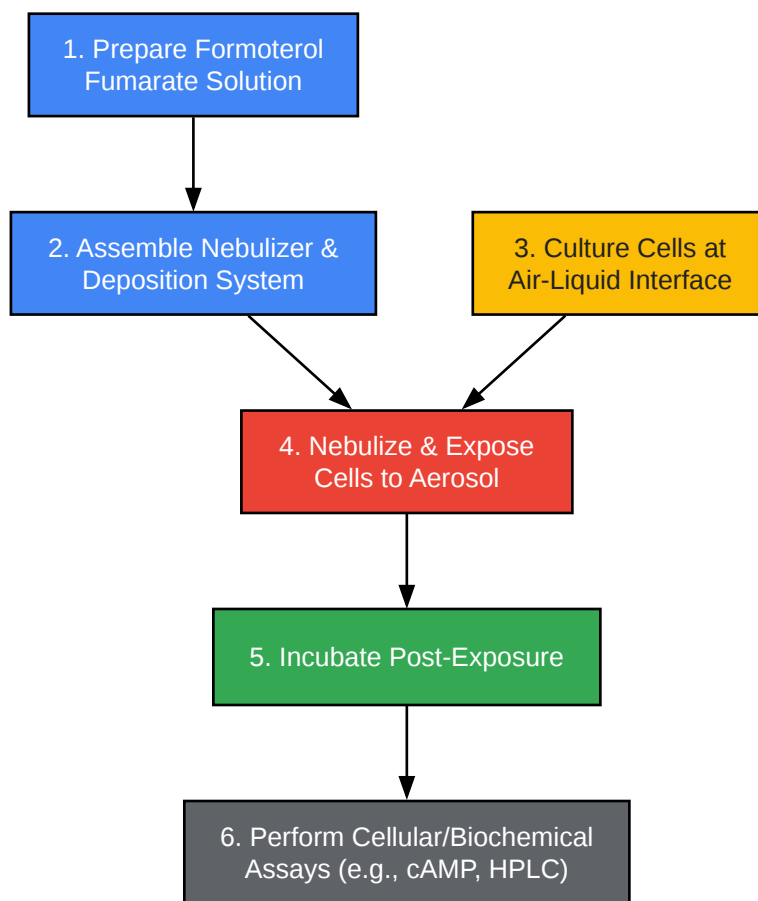 1. Prepare Formoterol
Fumarate Solution
2. Assemble Nebulizer &
Deposition System
3. Culture Cells at
Air-Liquid Interface
4. Nebulize & Expose
Cells to Aerosol
5. Incubate Post-Exposure
6. Perform Cellular/Biochemical
Assays (e.g., cAMP, HPLC)